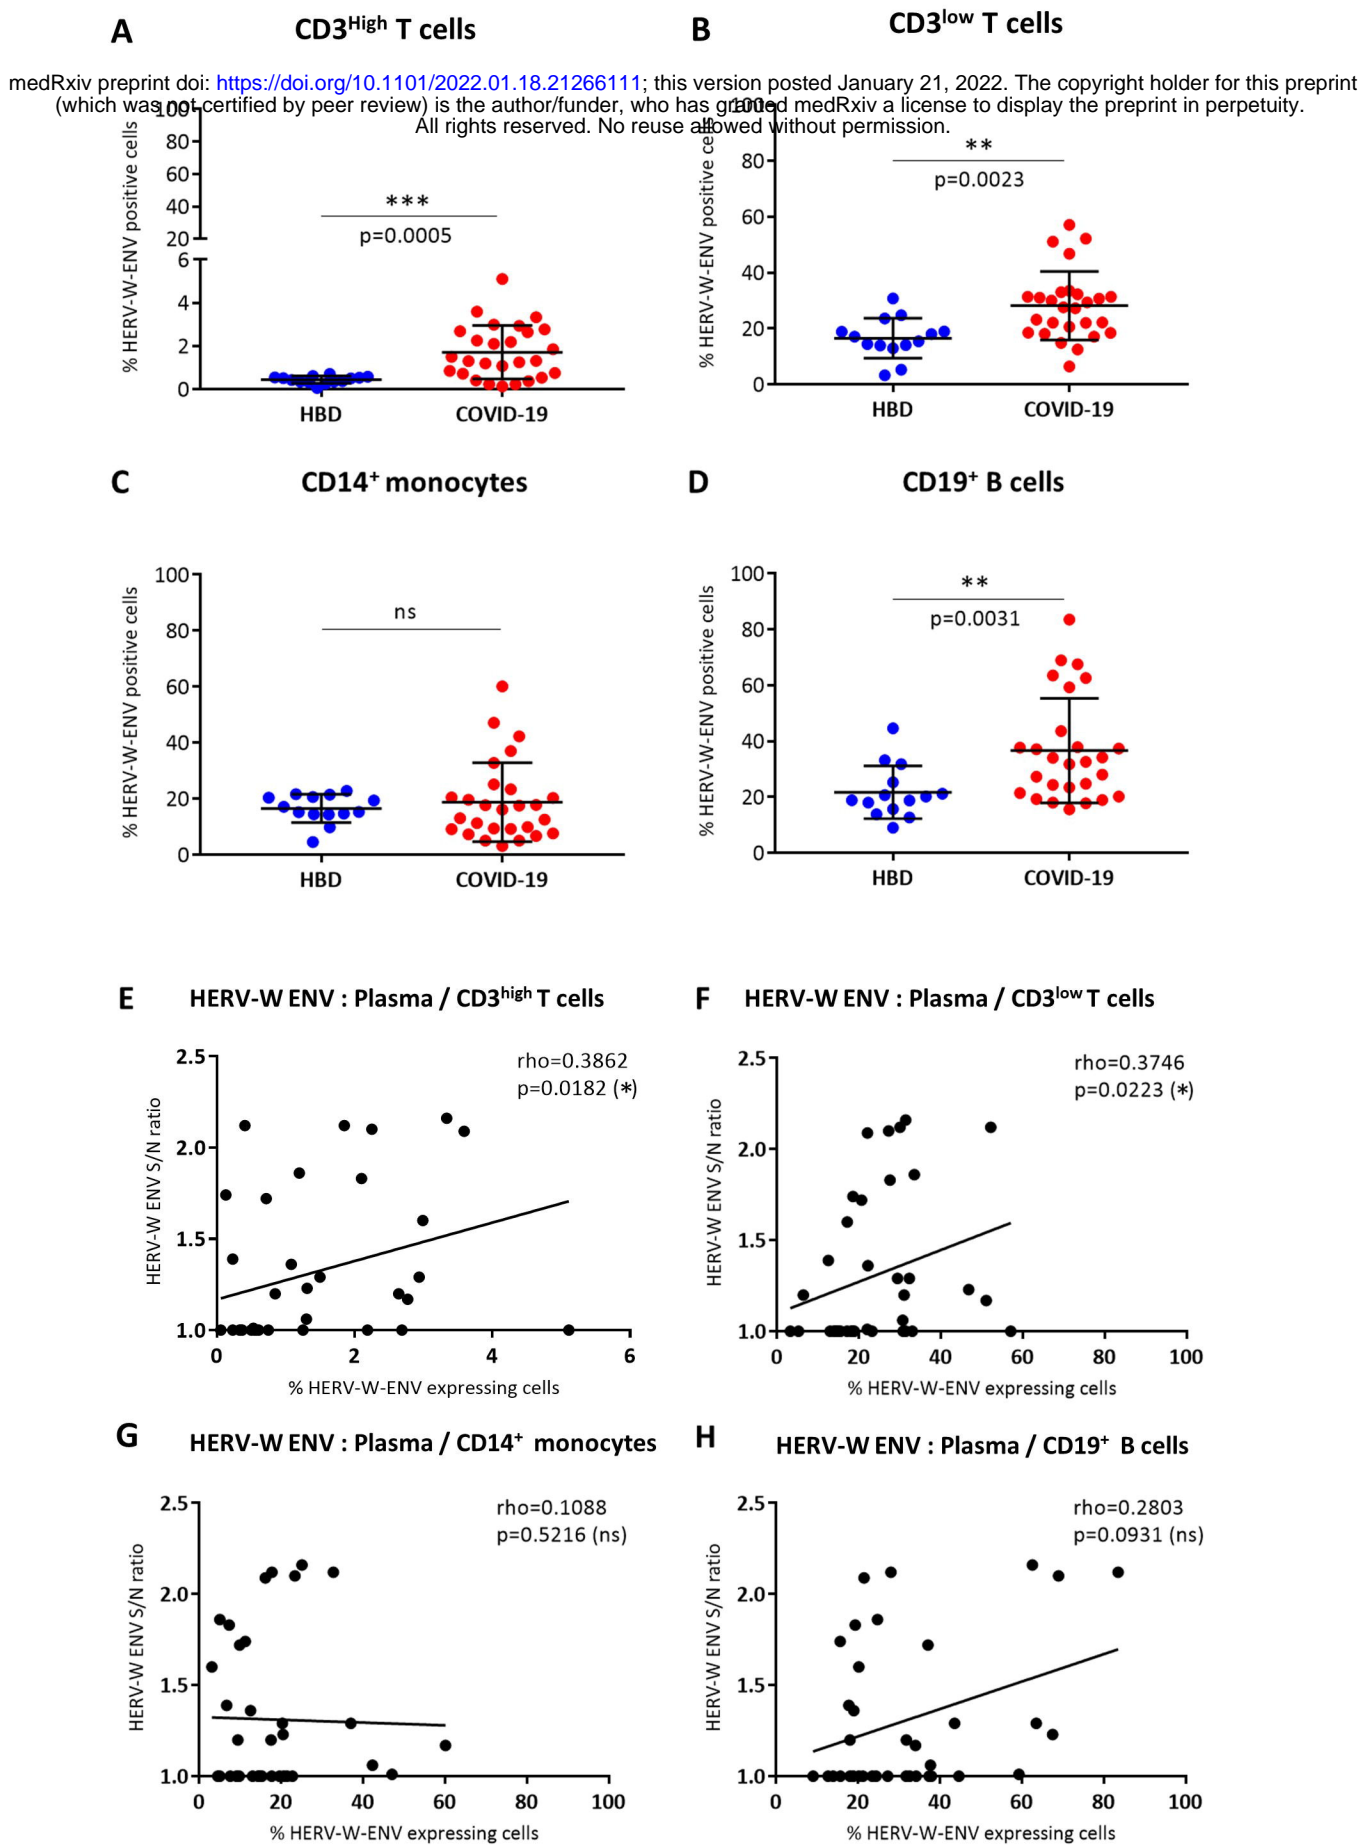 A
CD3High T cells
B
CD3low T cells
medRxiv preprint doi: https://doi.org/10.1101/2022.01.18.21266111; this version posted January 21, 2022. The copyright holder for this preprint
(which was not certified by peer review) is the author/funder, who has granted medRxiv a license to display the preprint in perpetuity.
All rights reserved. No reuse allowed without permission.
% HERV-W-ENV positive cells
100
80
60
40
20
6
4
2
0
***
p=0.0005
HBD
COVID-19
% HERV-W-ENV positive cells
100
80
60
40
20
0
**
p=0.0023
HBD
COVID-19
C
CD14+ monocytes
D
CD19+ B cells
% HERV-W-ENV positive cells
100
80
60
40
20
0
ns
HBD
COVID-19
% HERV-W-ENV positive cells
100
80
60
40
20
0
**
p=0.0031
HBD
COVID-19
E
HERV-W ENV : Plasma / CD3high T cells
F
HERV-W ENV : Plasma / CD3low T cells
HERV-W ENV S/N ratio
2.5
2.0
1.5
1.0
rho=0.3862
p=0.0182 (*)
0 2 4 6
% HERV-W-ENV expressing cells
HERV-W ENV S/N ratio
2.5
2.0
1.5
1.0
rho=0.3746
p=0.0223 (*)
0 20 40 60 80 100
% HERV-W-ENV expressing cells
G
HERV-W ENV : Plasma / CD14+ monocytes
H
HERV-W ENV : Plasma / CD19+ B cells
HERV-W ENV S/N ratio
2.5
2.0
1.5
1.0
rho=0.1088
p=0.5216 (ns)
0 20 40 60 80 100
% HERV-W-ENV expressing cells
HERV-W ENV S/N ratio
2.5
2.0
1.5
1.0
rho=0.2803
p=0.0931 (ns)
0 20 40 60 80 100
% HERV-W-ENV expressing cells